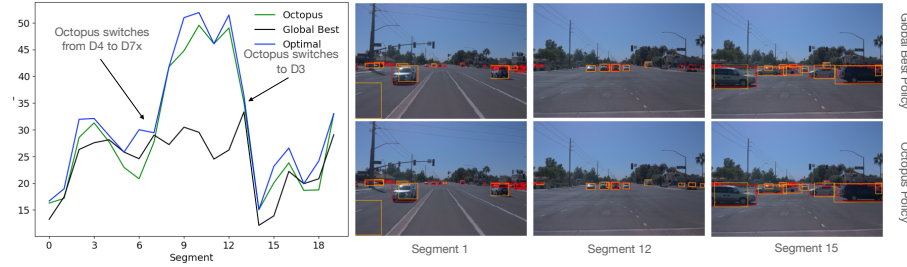 50
45
40
35
30
25
20
15
0
3
6
9
12
15
18
Segment
Octopus
Global Best
Optimal
Octopus switches
from D4 to D7x
Octopus switches
to D3
Segment 1
Segment 12
Segment 15
Global Best Policy
Octopus Policy